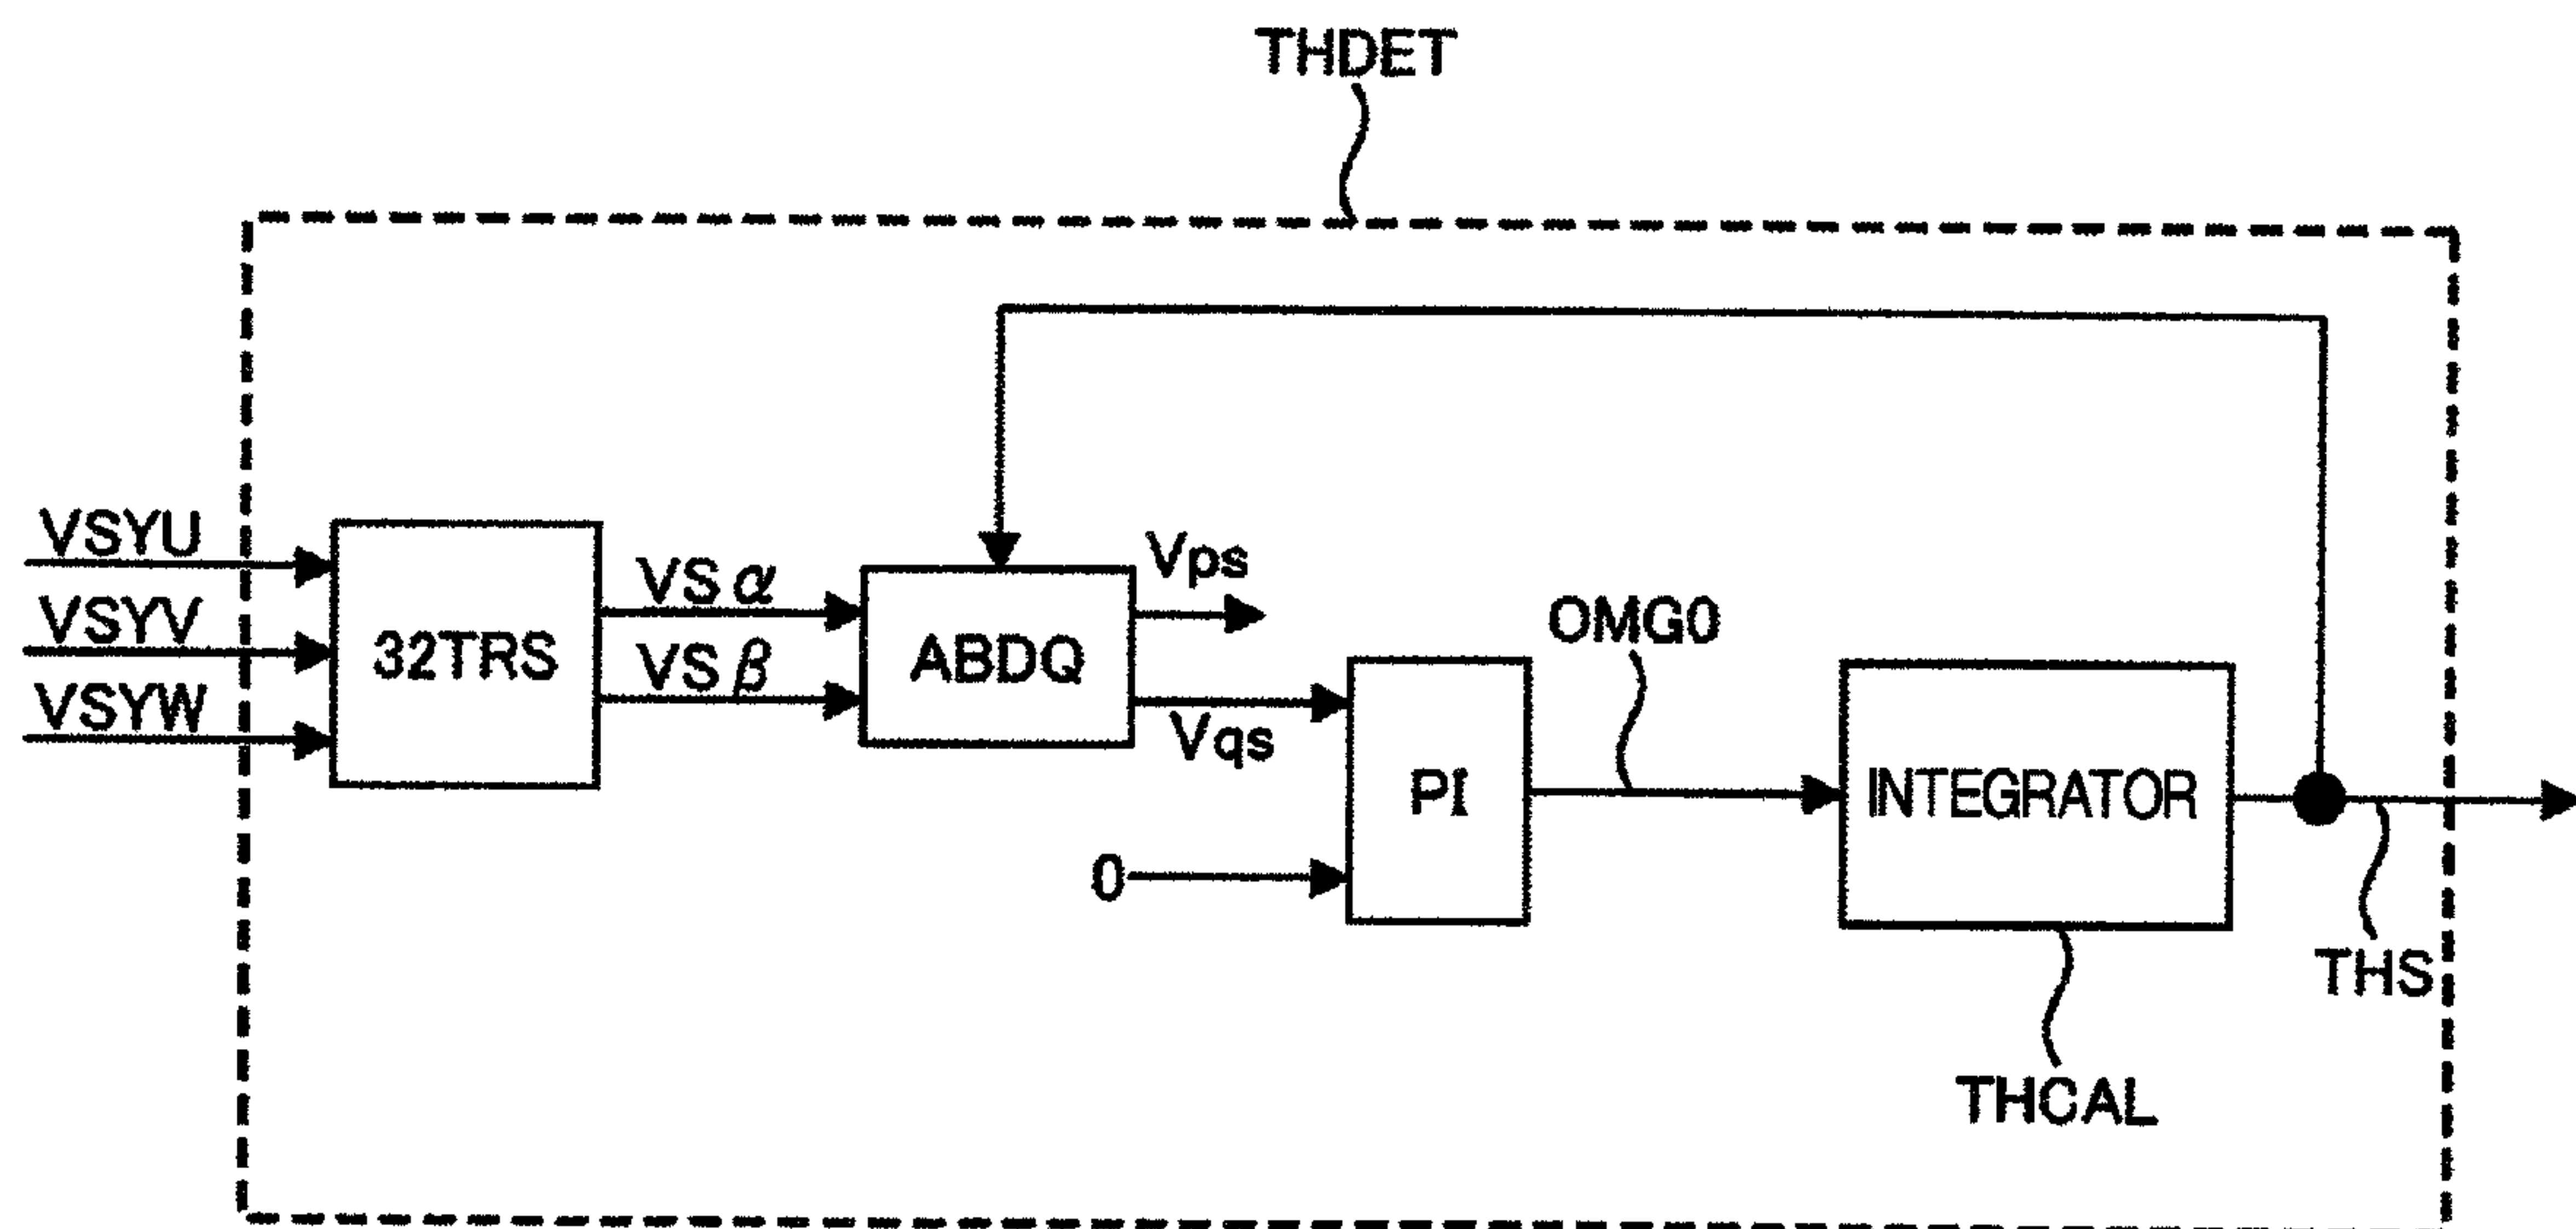 THDET
VSYU
VSYV
VSYW
32TRS
VSα
VSβ
ABDQ
Vps
Vqs
0
PI
OMG0
INTEGRATOR
THS
THCAL